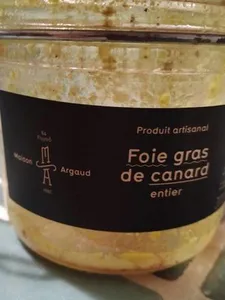 Produit artisanal
Foie gras
de canard
entier
Maison
Argaud